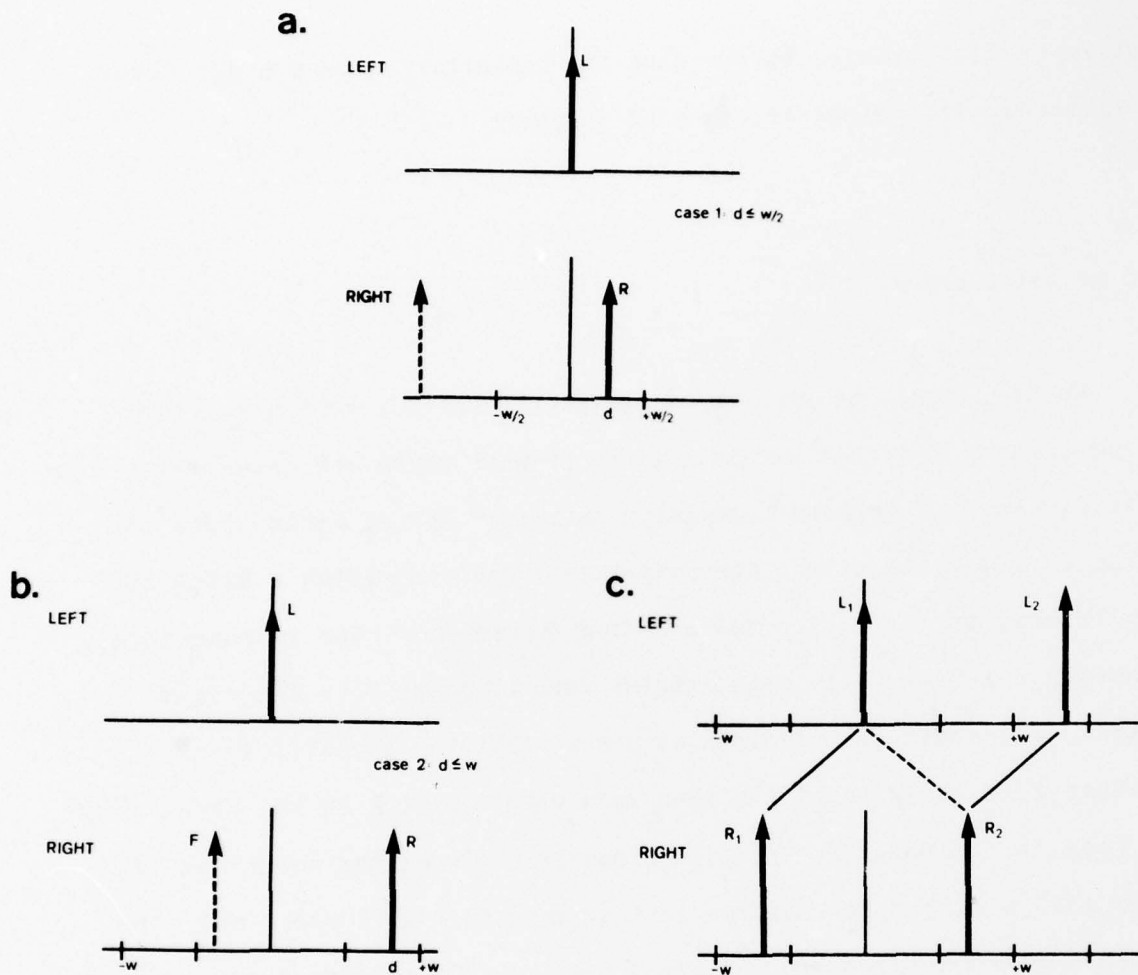 a.
LEFT
L
case 1: d ≤ w/2
RIGHT
R
-w/2
d
+w/2
b.
LEFT
L
case 2: d ≤ w
RIGHT
F
R
-w
d
+w
c.
LEFT
L₁
L₂
-w
+w
RIGHT
R₁
R₂
-w
+w